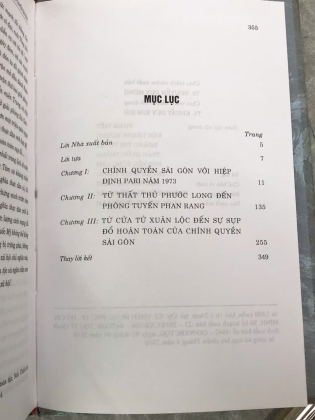 355
MỤC LỤC
Trang
Lời Nhà xuất bản 5
Lời tựa 7
Chương I: CHÍNH QUYỀN SÀI GÒN VỚI HIỆP
ĐỊNH PARI NĂM 1973 11
Chương II: TỪ THẤT THỦ PHƯỚC LONG ĐẾN
PHÒNG TUYẾN PHAN RANG 135
Chương III: TỪ CỬA TỬ XUÂN LỘC ĐẾN SỰ SỤP
ĐỔ HOÀN TOÀN CỦA CHÍNH QUYỀN
SÀI GÒN 255
Thay lời kết 349